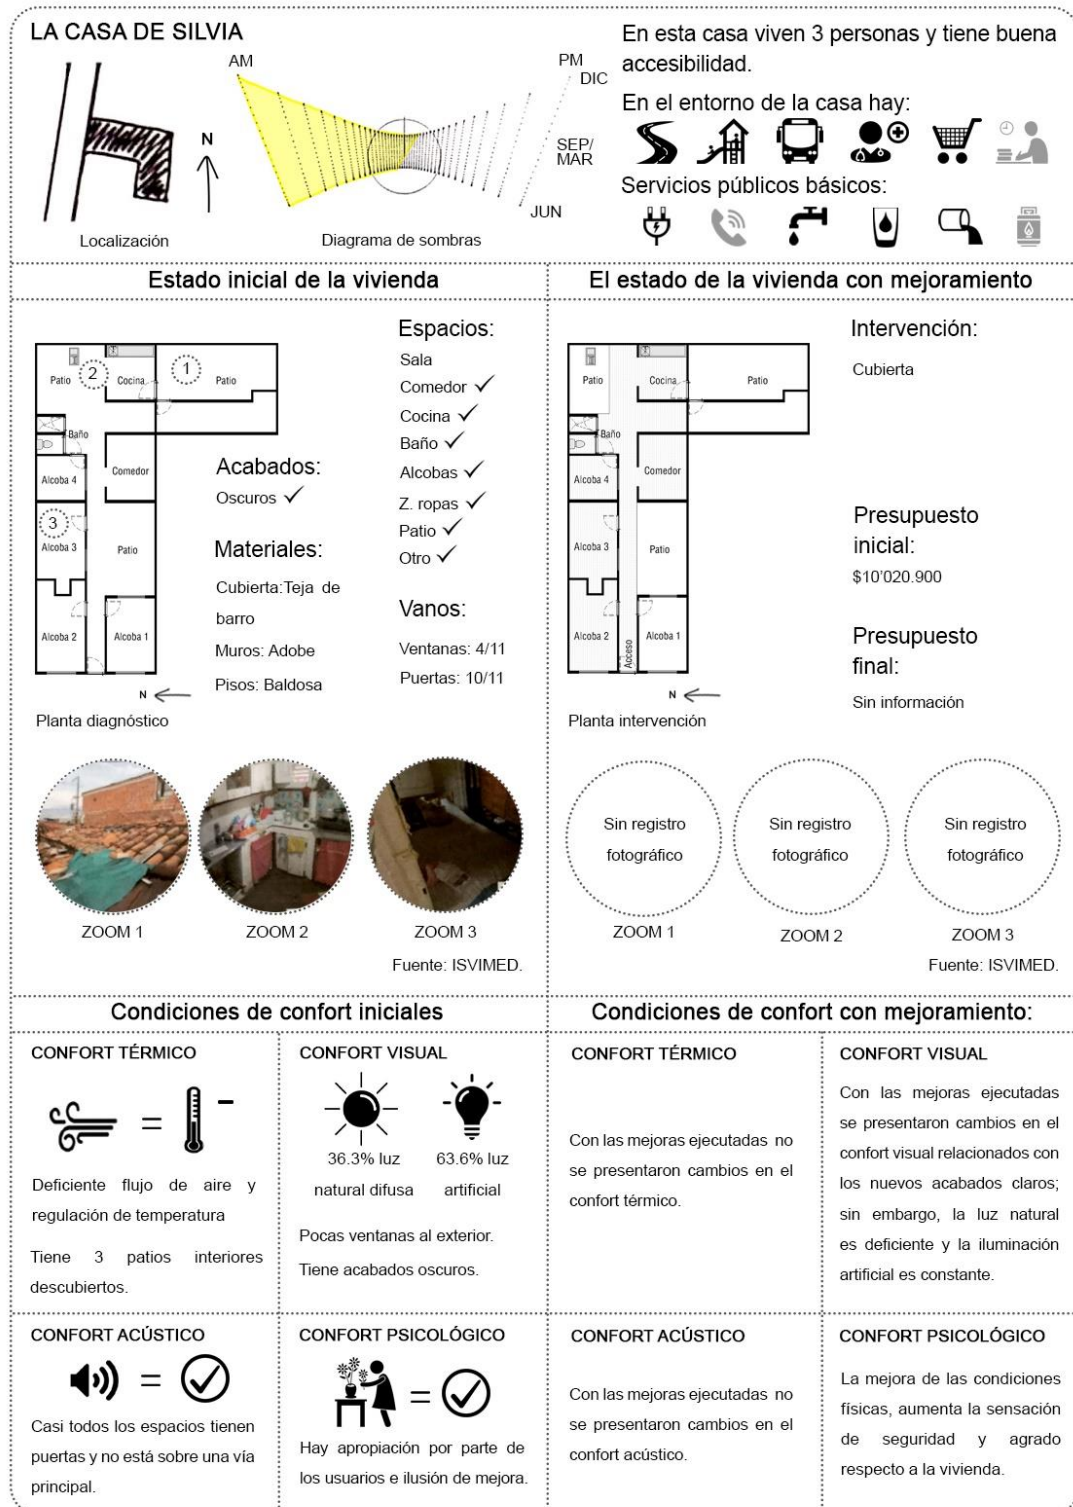 LA CASA DE SILVIA
AM
PM
DIC
SEP/
MAR
JUN
N
Localización
Diagrama de sombras
En esta casa viven 3 personas y tiene buena
accesibilidad.
En el entorno de la casa hay:
Servicios públicos básicos:
Estado inicial de la vivienda
Patio
2
Cocina
1
Patio
Baño
Alcoba 4
Comedor
3
Alcoba 3
Patio
Alcoba 2
Alcoba 1
N
Planta diagnóstico
Acabados:
Oscuros
Materiales:
Cubierta:Teja de
barro
Muros: Adobe
Pisos: Baldosa
Espacios:
Sala
Comedor
Cocina
Baño
Alcobas
Z. ropas
Patio
Otro
Vanos:
Ventanas: 4/11
Puertas: 10/11
ZOOM 1
ZOOM 2
ZOOM 3
Fuente: ISVIMED.
El estado de la vivienda con mejoramiento
Patio
Cocina
Patio
Baño
Alcoba 4
Comedor
Alcoba 3
Patio
Alcoba 2
Acceso
Alcoba 1
N
Planta intervención
Intervención:
Cubierta
Presupuesto
inicial:
$10’020.900
Presupuesto
final:
Sin información
Sin registro
fotográfico
Sin registro
fotográfico
Sin registro
fotográfico
ZOOM 1
ZOOM 2
ZOOM 3
Fuente: ISVIMED.
Condiciones de confort iniciales
CONFORT TÉRMICO
Deficiente flujo de aire y
regulación de temperatura
Tiene 3 patios interiores
descubiertos.
CONFORT VISUAL
36.3% luz
natural difusa
63.6% luz
artificial
Pocas ventanas al exterior.
Tiene acabados oscuros.
CONFORT ACÚSTICO
Casi todos los espacios tienen
puertas y no está sobre una vía
principal.
CONFORT PSICOLÓGICO
Hay apropiación por parte de
los usuarios e ilusión de mejora.
Condiciones de confort con mejoramiento:
CONFORT TÉRMICO
Con las mejoras ejecutadas no
se presentaron cambios en el
confort térmico.
CONFORT VISUAL
Con las mejoras ejecutadas
se presentaron cambios en el
confort visual relacionados con
los nuevos acabados claros;
sin embargo, la luz natural
es deficiente y la iluminación
artificial es constante.
CONFORT ACÚSTICO
Con las mejoras ejecutadas no
se presentaron cambios en el
confort acústico.
CONFORT PSICOLÓGICO
La mejora de las condiciones
físicas, aumenta la sensación
de seguridad y agrado
respecto a la vivienda.